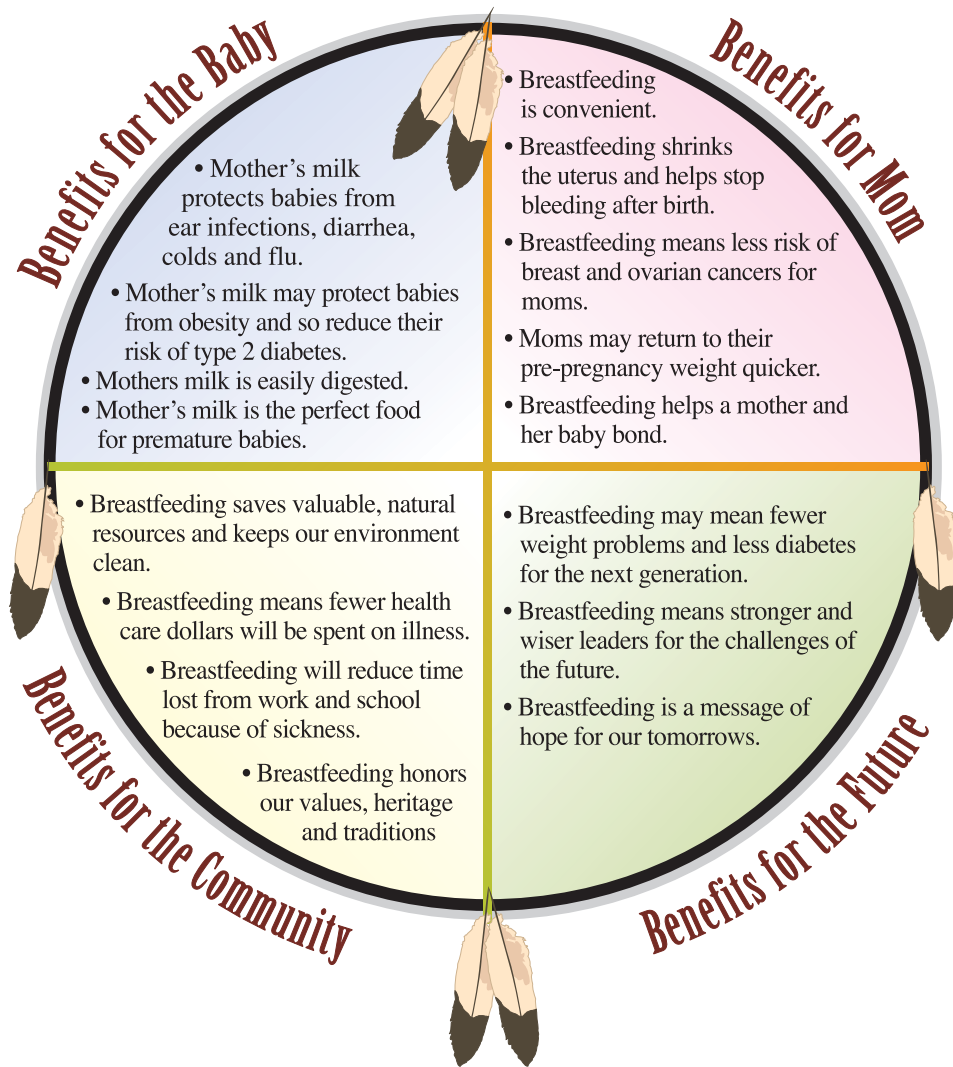 Benefits for the Baby
• Mother’s milk
protects babies from
ear infections, diarrhea,
colds and flu.
• Mother’s milk may protect babies
from obesity and so reduce their
risk of type 2 diabetes.
• Mothers milk is easily digested.
• Mother’s milk is the perfect food
for premature babies.
Benefits for Mom
• Breastfeeding
is convenient.
• Breastfeeding shrinks
the uterus and helps stop
bleeding after birth.
• Breastfeeding means less risk of
breast and ovarian cancers for
moms.
• Moms may return to their
pre-pregnancy weight quicker.
• Breastfeeding helps a mother and
her baby bond.
Benefits for the Community
• Breastfeeding saves valuable, natural
resources and keeps our environment
clean.
• Breastfeeding means fewer health
care dollars will be spent on illness.
• Breastfeeding will reduce time
lost from work and school
because of sickness.
• Breastfeeding honors
our values, heritage
and traditions
Benefits for the Future
• Breastfeeding may mean fewer
weight problems and less diabetes
for the next generation.
• Breastfeeding means stronger and
wiser leaders for the challenges of
the future.
• Breastfeeding is a message of
hope for our tomorrows.